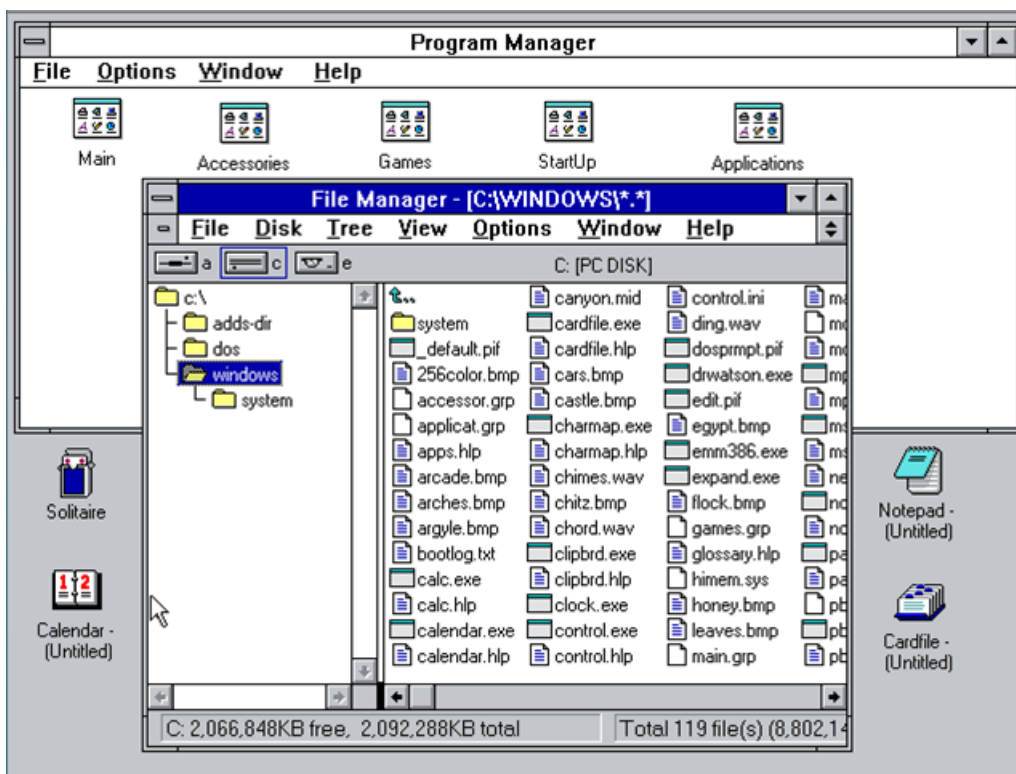 Program Manager
File Options Window Help
Main Accessories Games StartUp Applications
File Manager - [C:\WINDOWS\*.*]
File Disk Tree View Options Window Help
a c e C: [PC DISK]
c:\
adds-dir
dos
windows
system
system
_default.pif
256color.bmp
accessor.grp
applicat.grp
apps.hlp
arcade.bmp
arches.bmp
argyle.bmp
bootlog.txt
calc.exe
calc.hlp
calendar.exe
calendar.hlp
canyon.mid
cardfile.exe
cardfile.hlp
cars.bmp
castle.bmp
charmap.exe
charmap.hlp
chimes.wav
chitz.bmp
chord.wav
clipbrd.exe
clipbrd.hlp
clock.exe
control.exe
control.hlp
control.ini
ding.wav
dosprmpt.pif
drwatson.exe
edit.pif
egypt.bmp
emm386.exe
expand.exe
flock.bmp
games.grp
glossary.hlp
himem.sys
honey.bmp
leaves.bmp
main.grp
C: 2,066,848KB free, 2,092,288KB total Total 119 file(s) (8,802,14
Solitaire
Calendar -
(Untitled)
Notepad -
(Untitled)
Cardfile -
(Untitled)